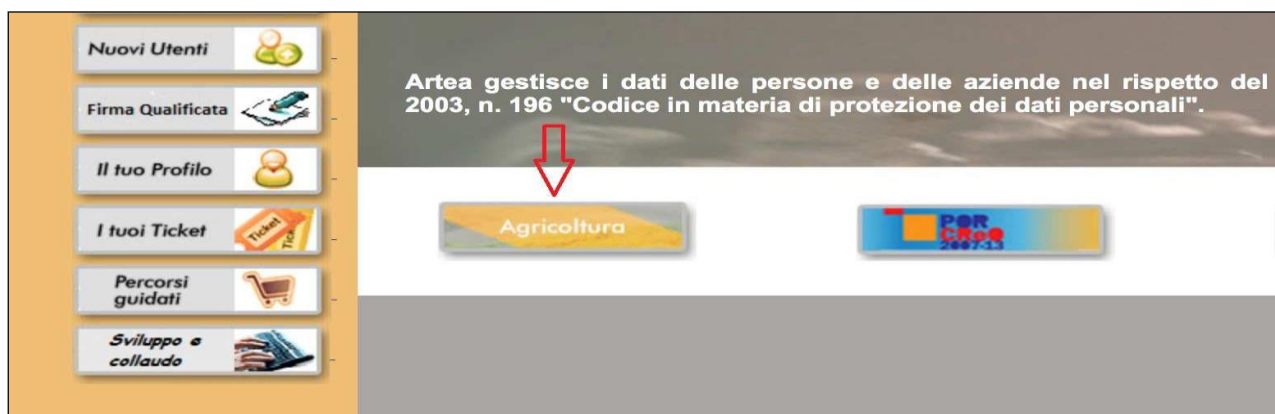 Nuovi Utenti
Firma Qualificata
Il tuo Profilo
I tuoi Ticket
Ticket
Percorsi
guidati
Sviluppo e
collaudo
Artea gestisce i dati delle persone e delle aziende nel rispetto del
2003, n. 196 "Codice in materia di protezione dei dati personali".
Agricoltura
POR
CReO
2007-13